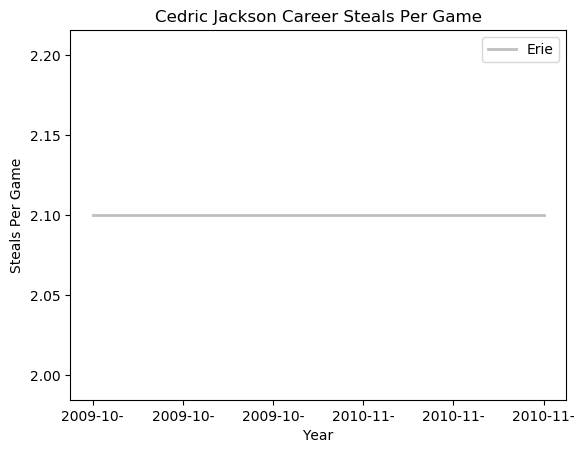 Cedric Jackson Career Steals Per Game
Erie
2.20
2.15
2.10
2.05
2.00
Steals Per Game
2009-10- 2009-10- 2009-10- 2010-11- 2010-11- 2010-11-
Year